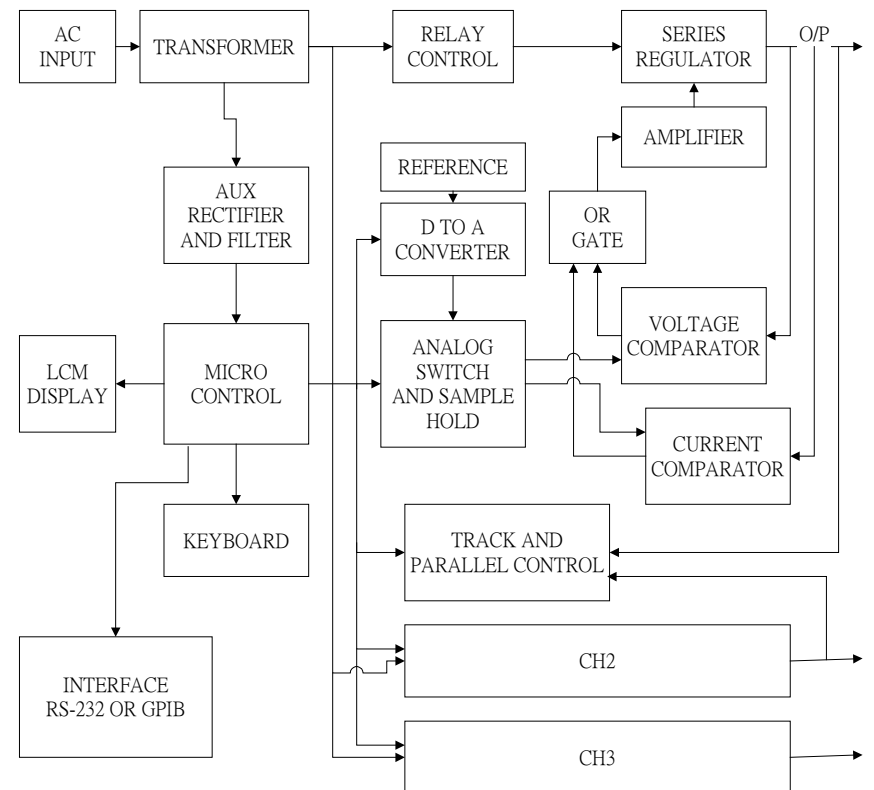 AC
INPUT
TRANSFORMER
RELAY
CONTROL
SERIES
REGULATOR
O/P
AMPLIFIER
REFERENCE
AUX
RECTIFIER
AND FILTER
D TO A
CONVERTER
OR
GATE
VOLTAGE
COMPARATOR
LCM
DISPLAY
MICRO
CONTROL
ANALOG
SWITCH
AND SAMPLE
HOLD
CURRENT
COMPARATOR
KEYBOARD
TRACK AND
PARALLEL CONTROL
INTERFACE
RS-232 OR GPIB
CH2
CH3